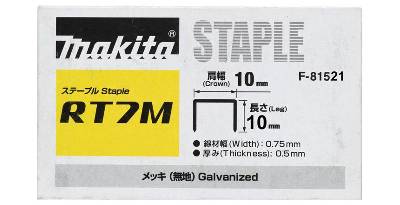 makita®
STAPLE
ステープル Staple
RT7M
肩幅
(Crown)
10mm
F-81521
長さ(Leg)
10mm
● 線材幅(Width): 0.75mm
● 厚み(Thickness): 0.5mm
メッキ (無地) Galvanized